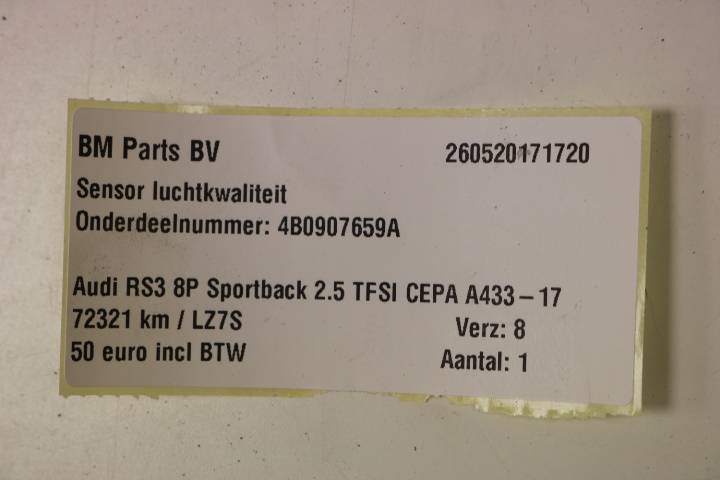 BM Parts BV 260520171720
Sensor luchtkwaliteit
Onderdeelnummer: 4B0907659A
Audi RS3 8P Sportback 2.5 TFSI CEPA A433-17
72321 km / LZ7S Verz: 8
50 euro incl BTW Aantal: 1